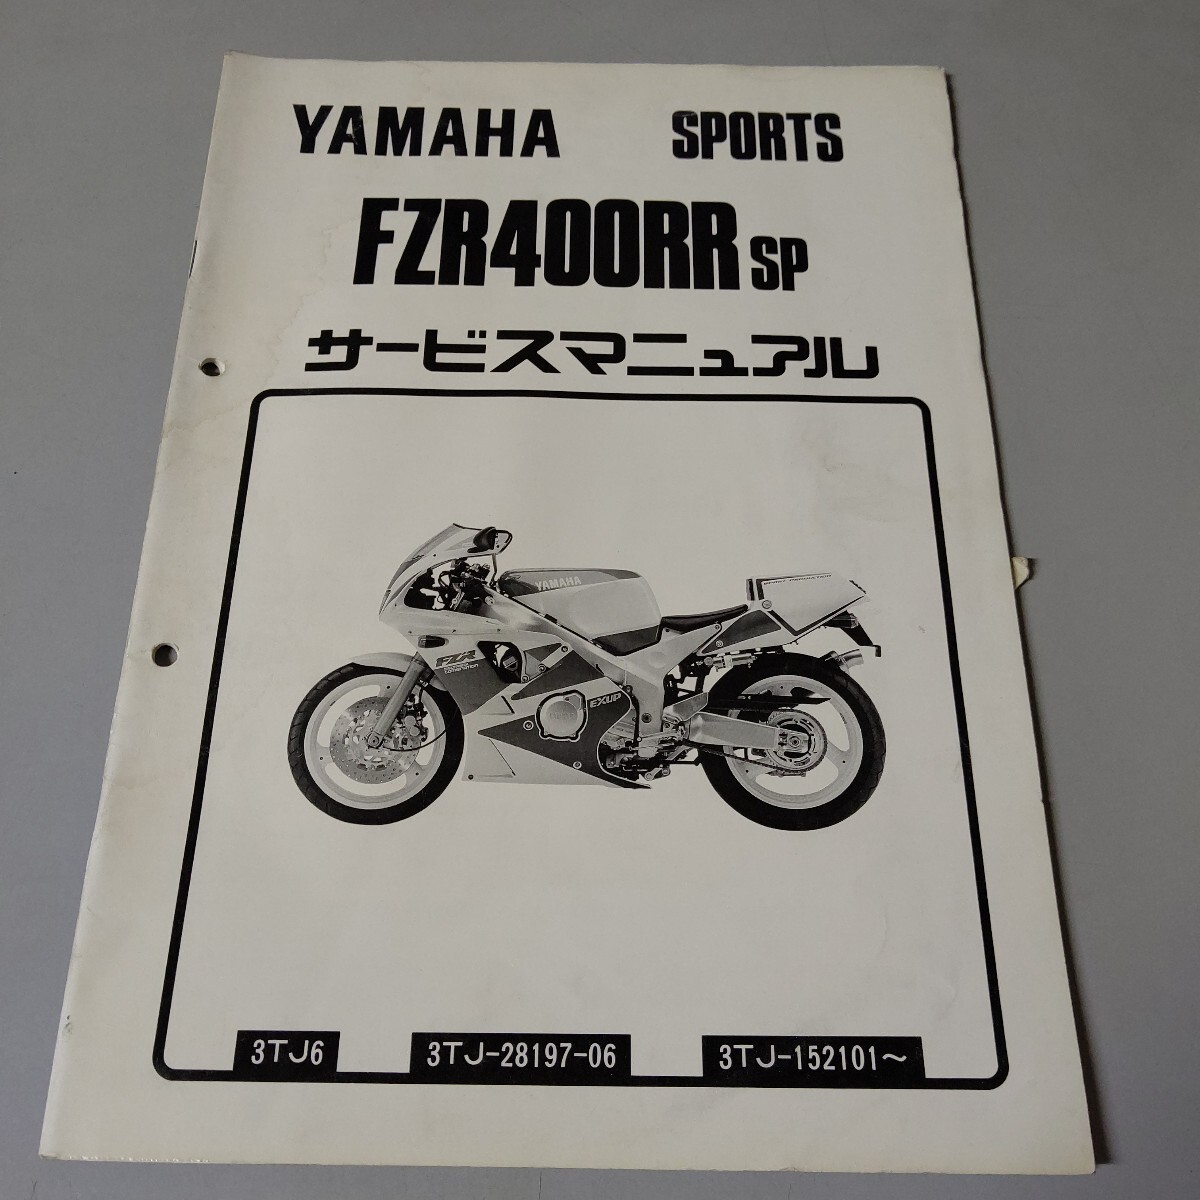 YAMAHA SPORTS
FZR400RR SP
サービスマニュアル
YAMAHA
FZR
EXUP
3TJ6 3TJ-28197-06 3TJ-152101～